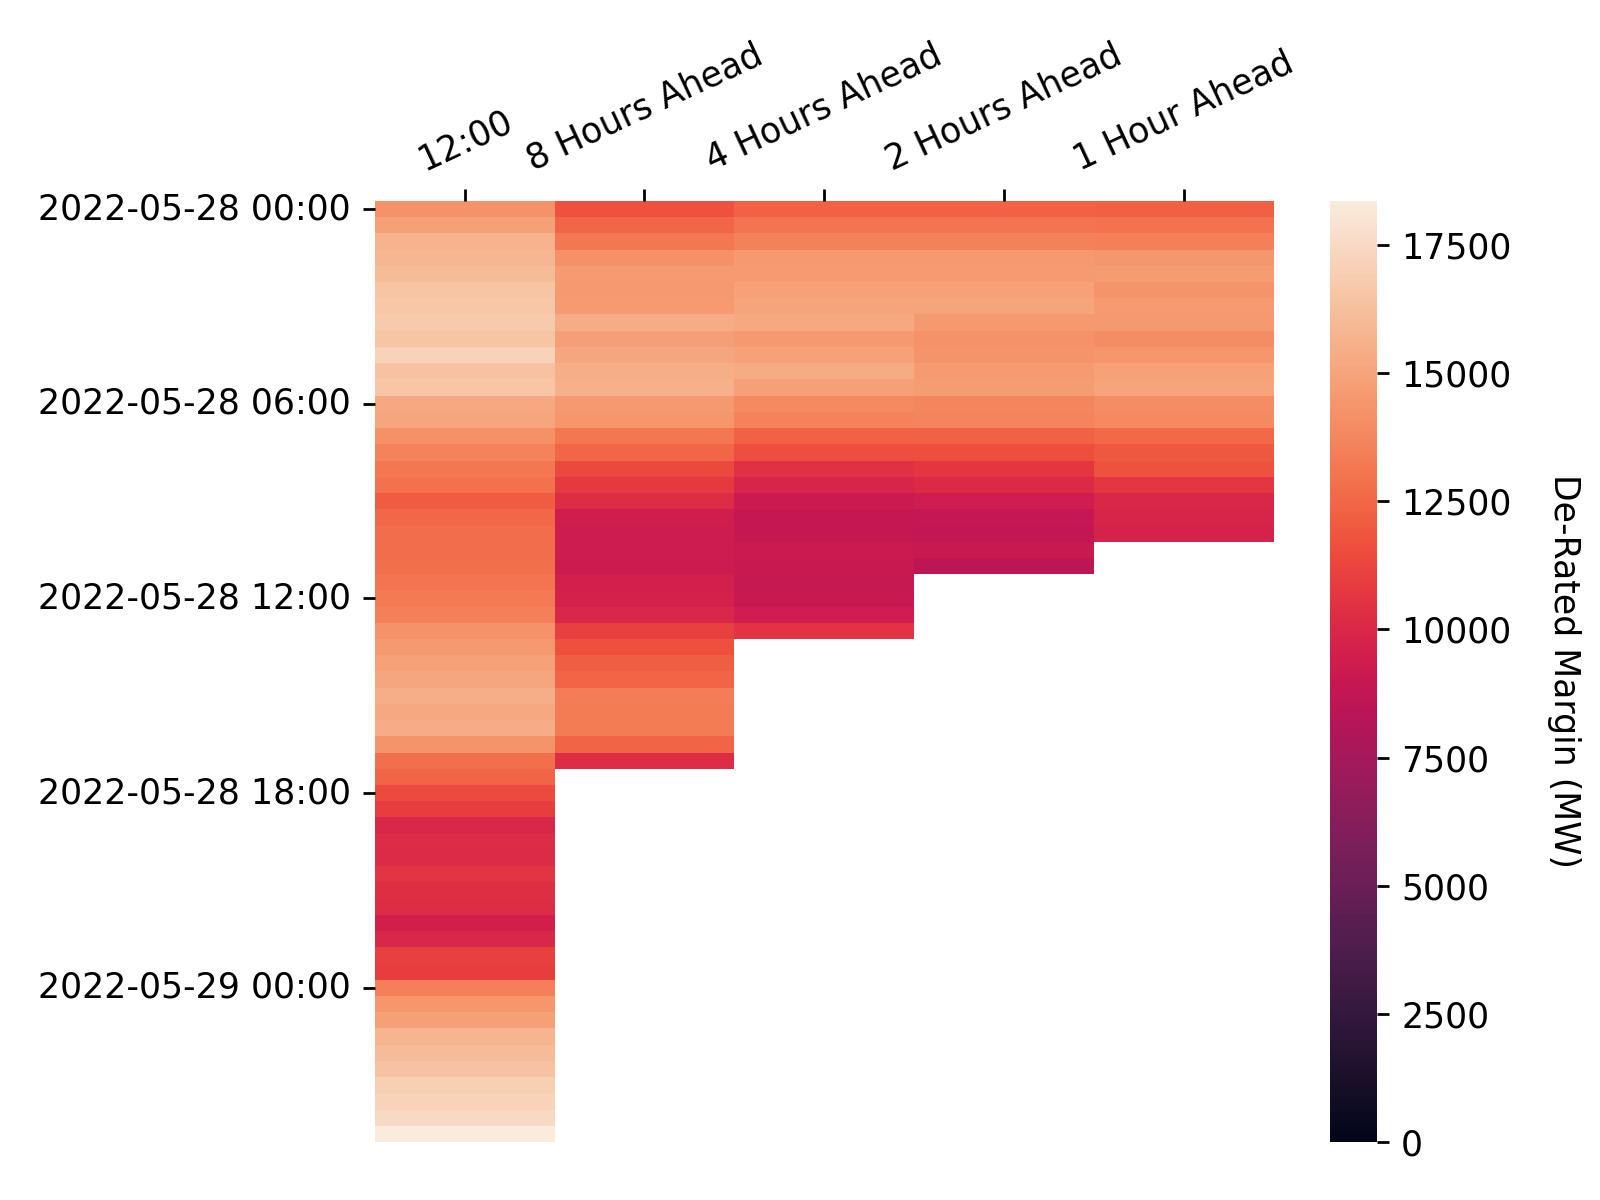 12:00
8 Hours Ahead
4 Hours Ahead
2 Hours Ahead
1 Hour Ahead
2022-05-28 00:00
2022-05-28 06:00
2022-05-28 12:00
2022-05-28 18:00
2022-05-29 00:00
17500
15000
12500
10000
7500
5000
2500
0
De-Rated Margin (MW)